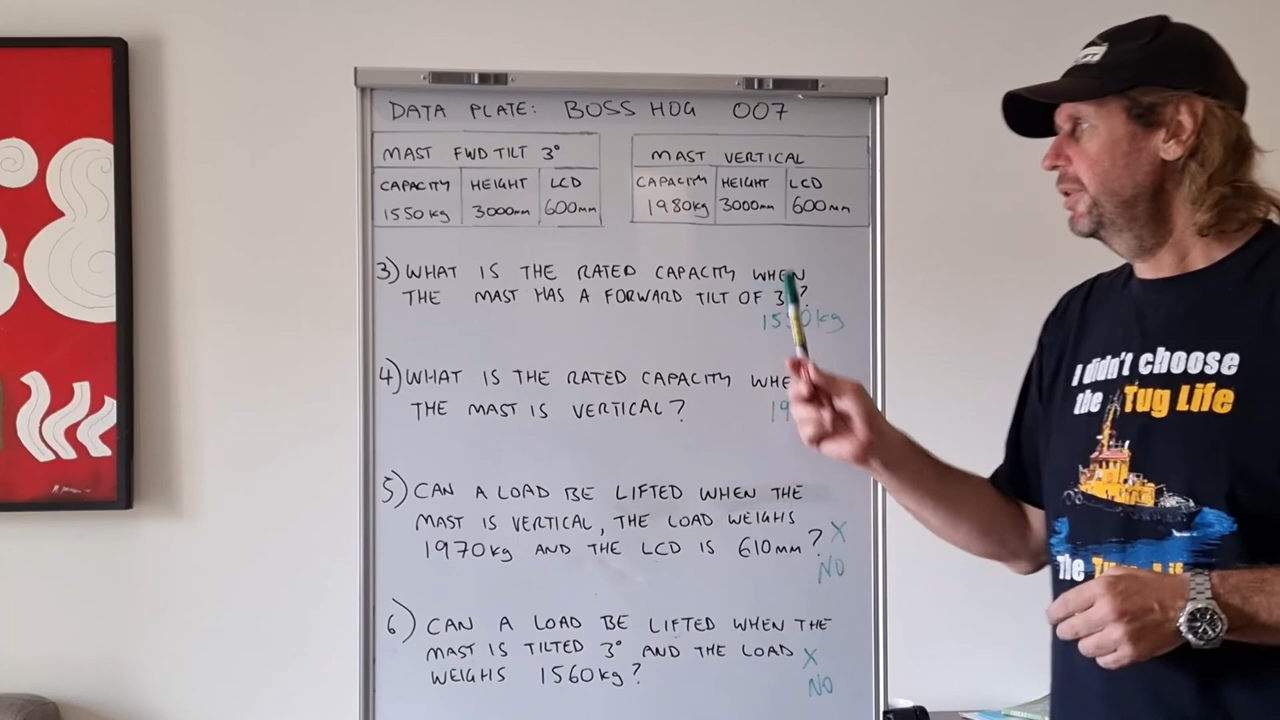 DATA PLATE: BOSS HOG 007
MAST FWD TILT 3°
CAPACITY HEIGHT LCD
1550kg 3000mm 600mm
MAST VERTICAL
CAPACITY HEIGHT LCD
1980kg 3000mm 600mm
3) WHAT IS THE RATED CAPACITY WHEN
THE MAST HAS A FORWARD TILT OF 3°?
4) WHAT IS THE RATED CAPACITY
THE MAST IS VERTICAL?
5) CAN A LOAD BE LIFTED WHEN THE
MAST IS VERTICAL, THE LOAD WEIGHS
1970kg AND THE LCD IS 610mm? X
NO
6) CAN A LOAD BE LIFTED WHEN THE
MAST IS TILTED 3° AND THE LOAD X
WEIGHS 1560kg? NO
I didn't choose
the Tug Life
The